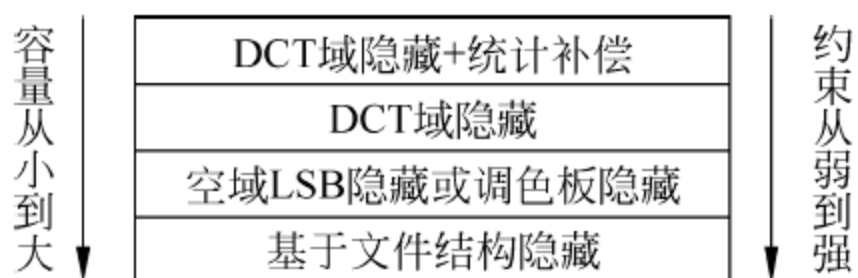 容量从小到大
DCT域隐藏+统计补偿
DCT域隐藏
空域LSB隐藏或调色板隐藏
基于文件结构隐藏
约束从弱到强